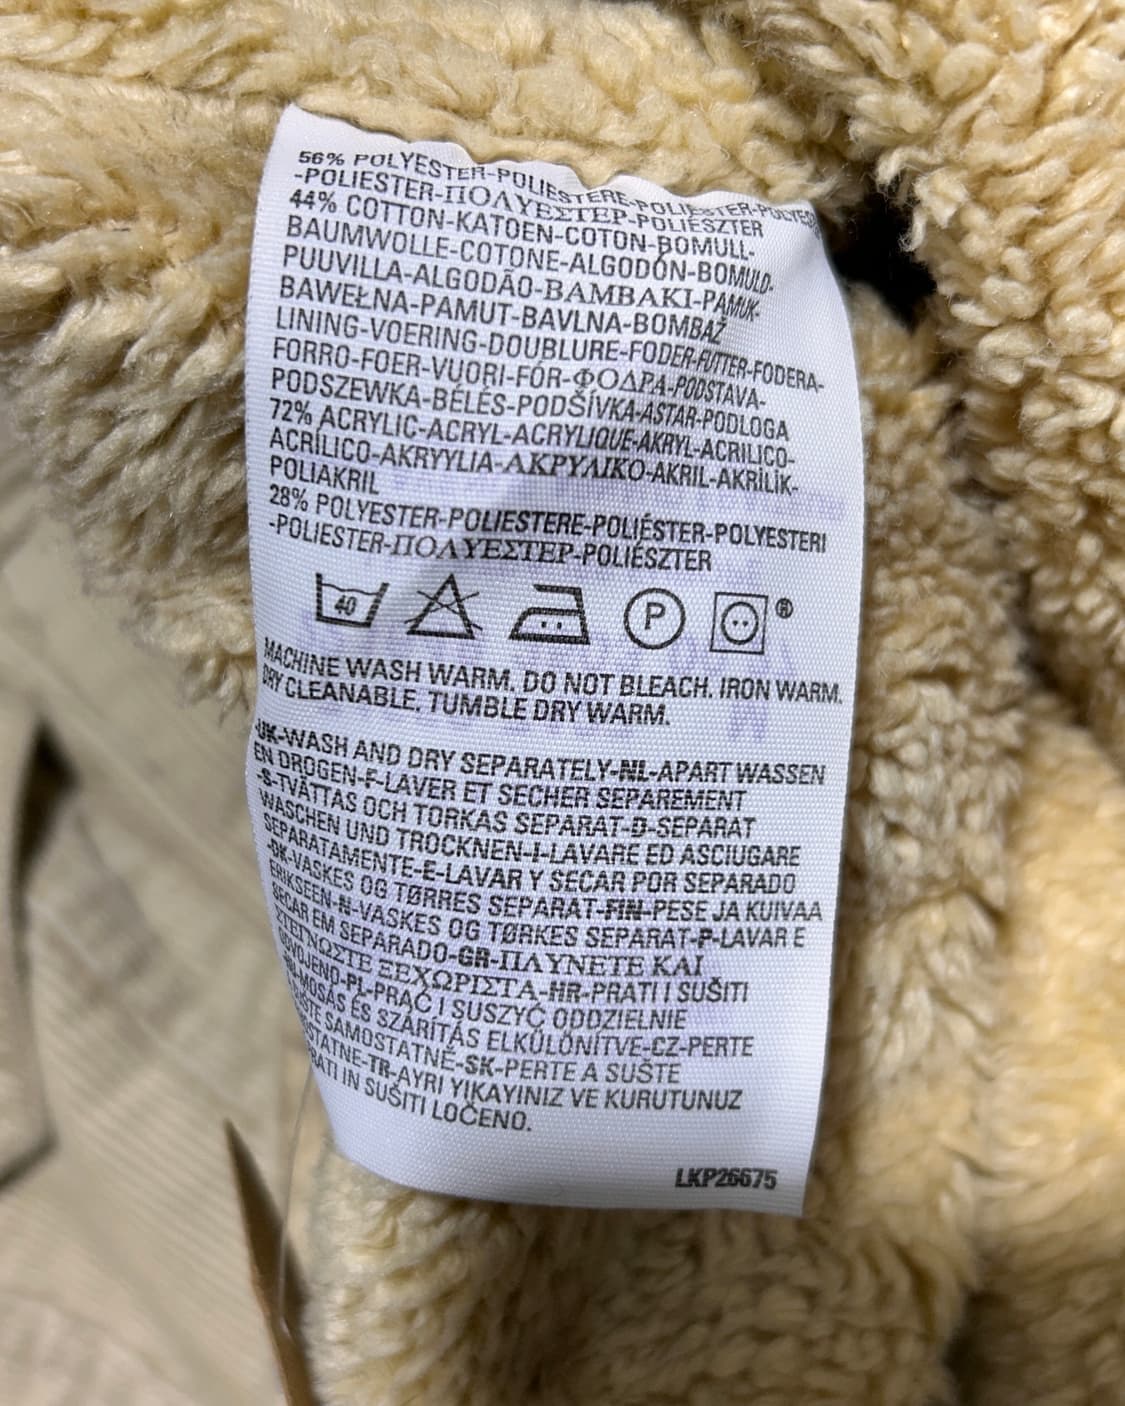 56% POLYESTER-POLIESTERE-POLIÉSTER-POLYES
-POLIESTER-ΠΟΛΥΕΣΤΕΡ-POLIÉSZTER
44% COTTON-KATOEN-COTON-BOMULL-
BAUMWOLLE-COTONE-ALGODÓN-BOMULD-
PUUVILLA-ALGODÃO-BAMBAKI-PAMUK-
BAWEŁNA-PAMUT-BAVLNA-BOMBAŽ
LINING-VOERING-DOUBLURE-FODER-FUTTER-FODERA-
FORRO-FOER-VUORI-FÓR-ΦΟΔΡΑ-PODSTAVA-
PODSZEWKA-BÉLÉS-PODŠÍVKA-ASTAR-PODLOGA
72% ACRYLIC-ACRYL-ACRYLIQUE-AKRYL-ACRILICO-
ACRÍLICO-AKRYYLIA-ΑΚΡΥΛΙΚΟ-AKRIL-AKRİLİK-
POLIAKRIL
28% POLYESTER-POLIESTERE-POLIÉSTER-POLYESTERI
-POLIESTER-ΠΟΛΥΕΣΤΕΡ-POLIÉSZTER
40 P ®
MACHINE WASH WARM. DO NOT BLEACH. IRON WARM.
DRY CLEANABLE, TUMBLE DRY WARM.
-UK-WASH AND DRY SEPARATELY-NL-APART WASSEN
EN DROGEN-F-LAVER ET SECHER SEPAREMENT
-S-TVÄTTAS OCH TORKAS SEPARAT-D-SEPARAT
WASCHEN UND TROCKNEN-I-LAVARE ED ASCIUGARE
SEPARATAMENTE-E-LAVAR Y SECAR POR SEPARADO
-DK-VASKES OG TØRRES SEPARAT-FIN-PESE JA KUIVAA
ERIKSEEN-N-VASKES OG TØRKES SEPARAT-P-LAVAR E
SECAR EM SEPARADO-GR-ΠΛΥΝΕΤΕ ΚΑΙ
ΣΤΕΓΝΩΣΤΕ ΞΕΧΩΡΙΣΤΑ-HR-PRATI I SUŠITI
ODVOJENO-PL-PRAĆ I SUSZYĆ ODDZIELNIE
MOSÁS ÉS SZÁRÍTÁS ELKÜLÖNÍTVE-CZ-PERTE
SAMOSTATNĚ-SK-PERTE A SUŠTE
-TR-AYRI YIKAYINIZ VE KURUTUNUZ
IN SUŠITI LOČENO.
LKP26675